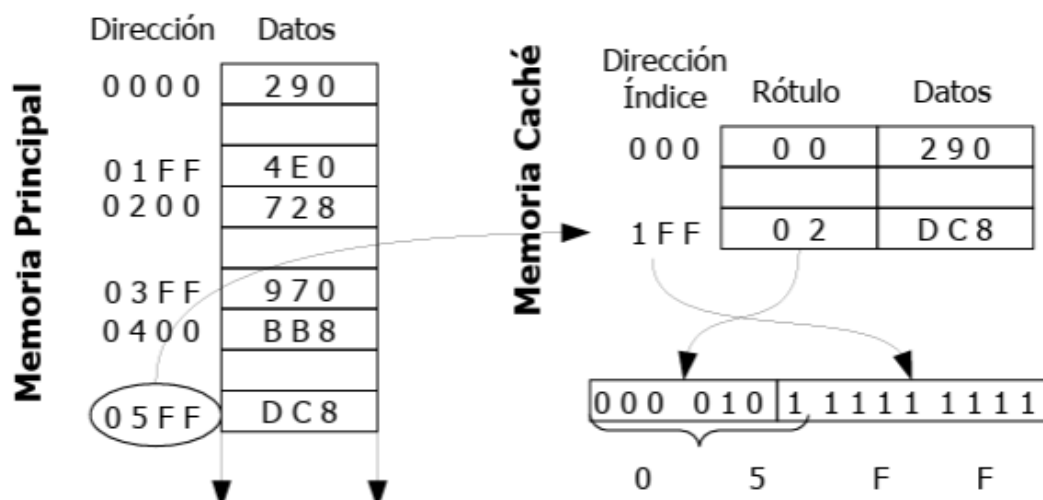 Memoria Principal
Dirección Datos
0000 290
01FF 4E0
0200 728
03FF 970
0400 BB8
05FF DC8
Memoria Caché
Dirección
Índice Rótulo Datos
000 00 290
1FF 02 DC8
000 010 1 1111 1111
0 5 F F